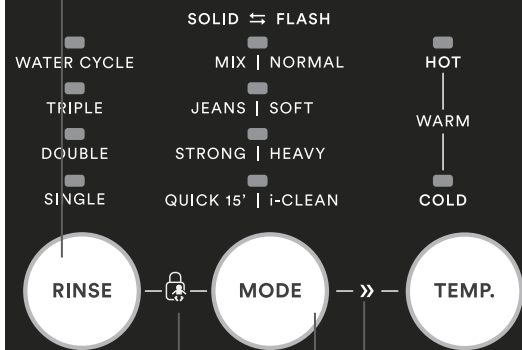 SOLID ⇆ FLASH
WATER CYCLE MIX | NORMAL HOT
TRIPLE JEANS | SOFT
WARM
DOUBLE STRONG | HEAVY
SINGLE QUICK 15' | i-CLEAN COLD
RINSE MODE » TEMP.